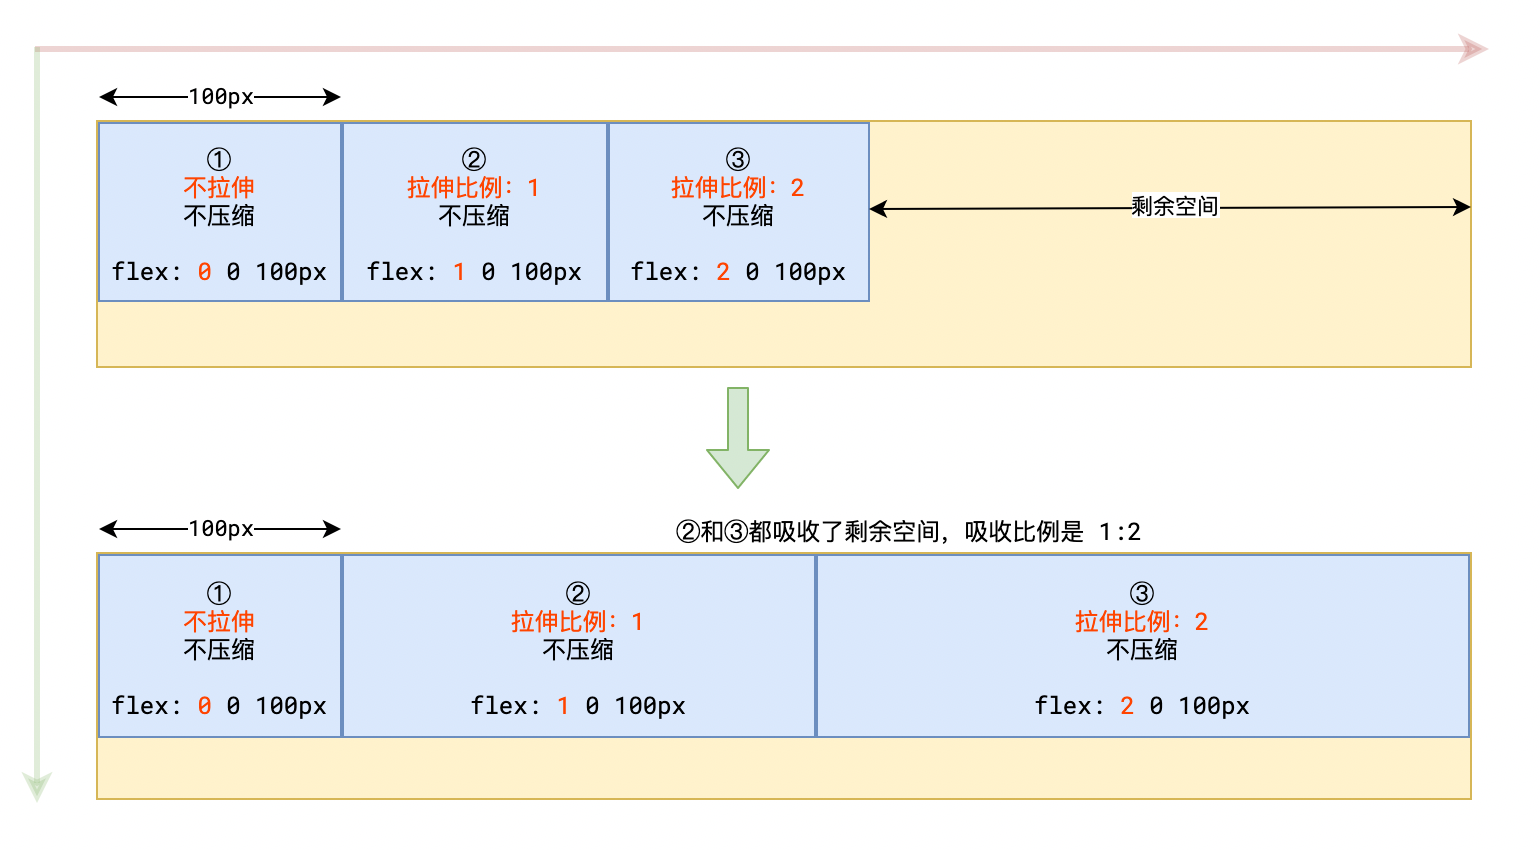 100px
①
不拉伸
不压缩
flex: 0 0 100px
②
拉伸比例：1
不压缩
flex: 1 0 100px
③
拉伸比例：2
不压缩
flex: 2 0 100px
剩余空间
100px
②和③都吸收了剩余空间，吸收比例是 1:2
①
不拉伸
不压缩
flex: 0 0 100px
②
拉伸比例：1
不压缩
flex: 1 0 100px
③
拉伸比例：2
不压缩
flex: 2 0 100px